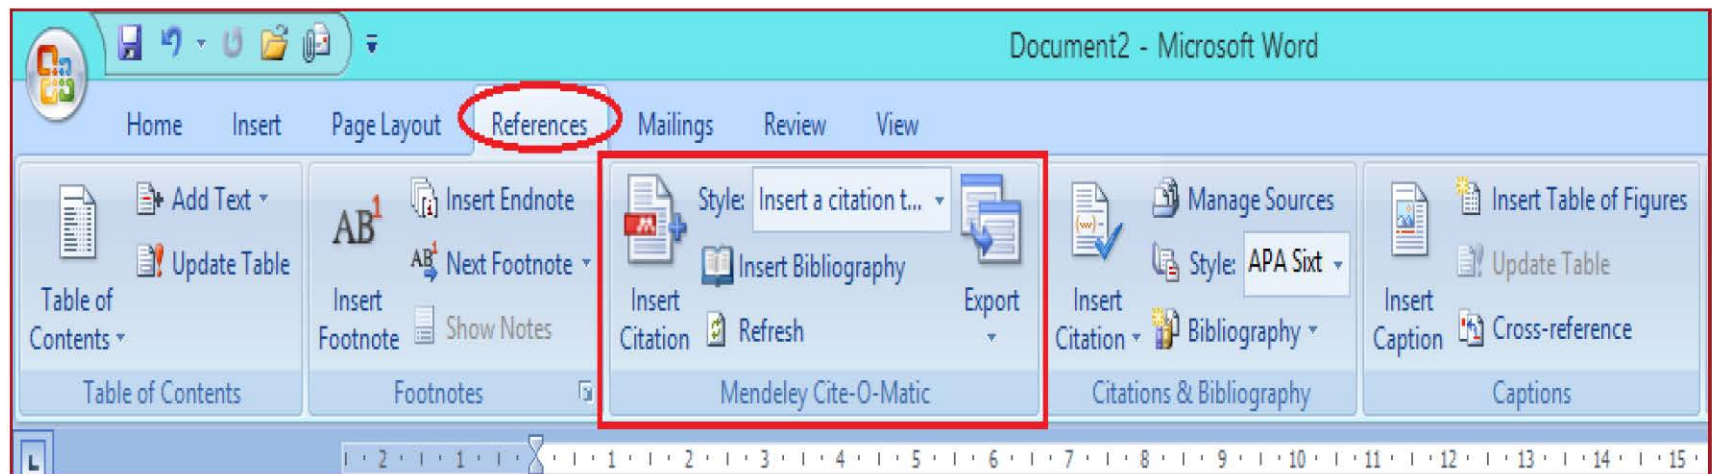 Document2 - Microsoft Word
Home Insert Page Layout References Mailings Review View
Table of
Contents
Add Text
Update Table
Table of Contents
AB1
Insert
Footnote
Insert Endnote
AB1 Next Footnote
Show Notes
Footnotes
Insert
Citation
Style: Insert a citation t...
Insert Bibliography
Refresh
Export
Mendeley Cite-O-Matic
Insert
Citation
Manage Sources
Style: APA Sixt
Bibliography
Citations & Bibliography
Insert
Caption
Insert Table of Figures
Update Table
Cross-reference
Captions
L
2 1 1 2 3 4 5 6 7 8 9 10 11 12 13 14 15